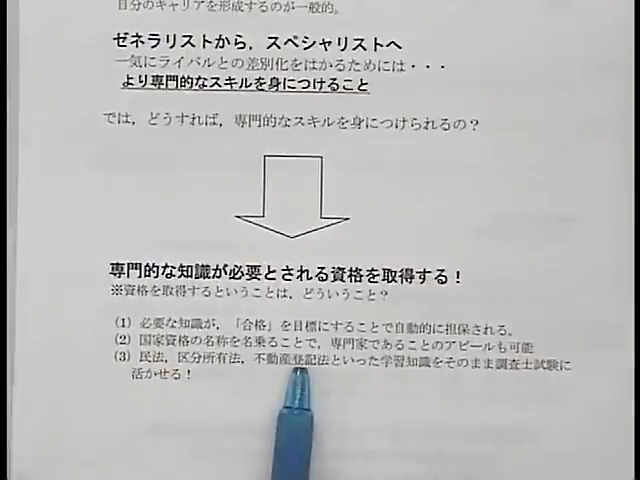 自分のキャリアを形成するのが一般的。
ゼネラリストから，スペシャリストへ
一気にライバルとの差別化をはかるためには・・・
より専門的なスキルを身につけること
では，どうすれば，専門的なスキルを身につけられるの？
専門的な知識が必要とされる資格を取得する！
※資格を取得するということは，どういうこと？
(1) 必要な知識が，「合格」を目標にすることで自動的に担保される。
(2) 国家資格の名称を名乗ることで，専門家であることのアピールも可能
(3) 民法，区分所有法，不動産登記法といった学習知識をそのまま調査士試験に
活かせる！